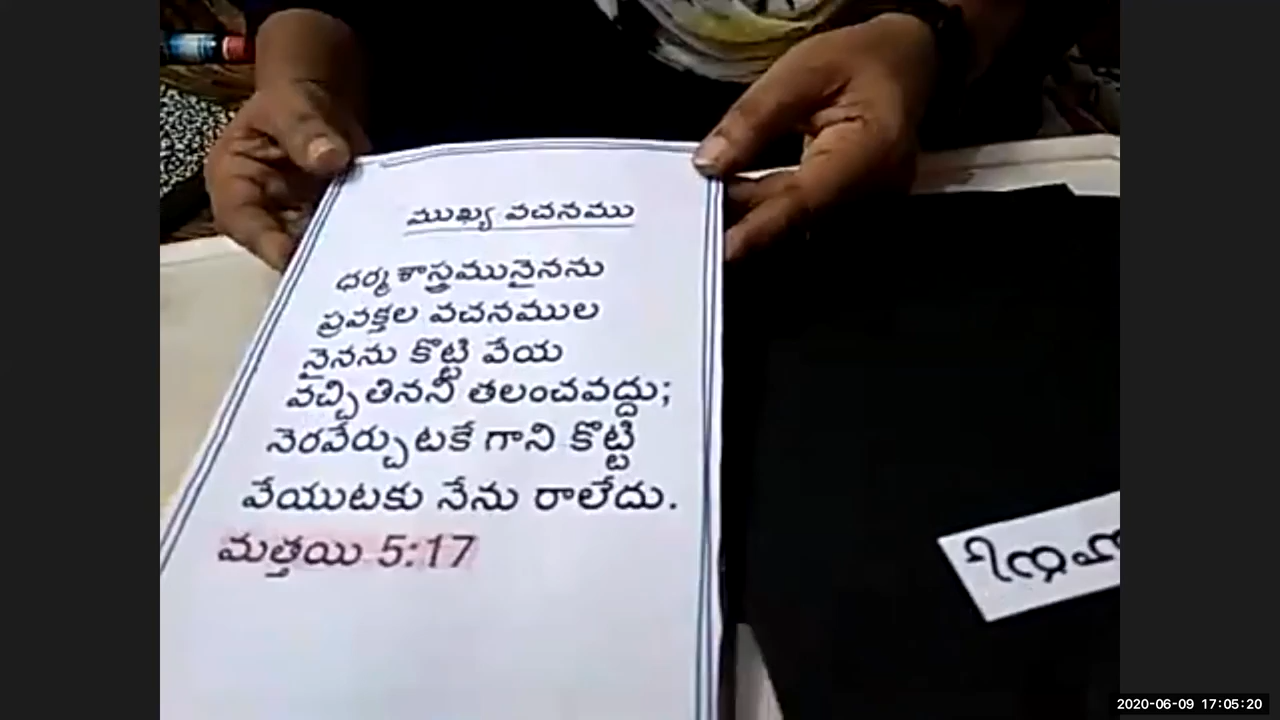 ముఖ్య వచనము
ధర్మ శాస్త్రమునైనను
ప్రవక్తల వచనముల
నైనను కొట్టి వేయ
వచ్చితినని తలంచవద్దు;
నెరవేర్చుటకే గాని కొట్టి
వేయుటకు నేను రాలేదు.
మత్తయి 5:17
2020-06-09 17:05:20